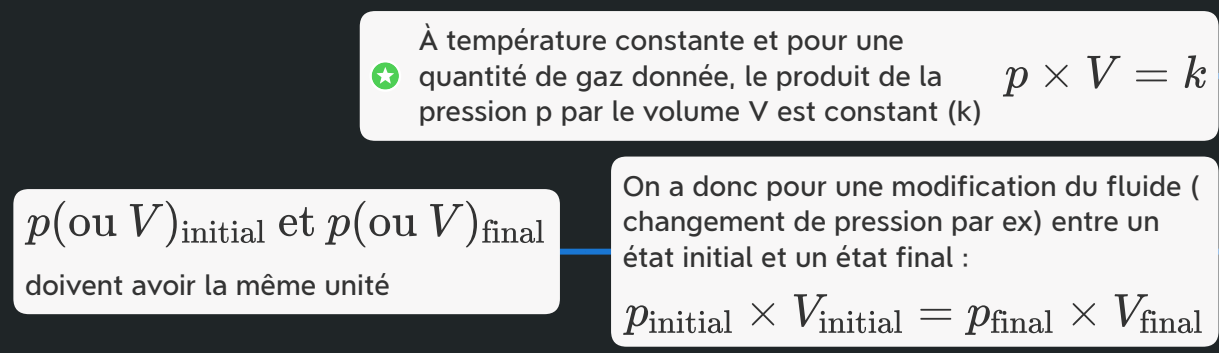 À température constante et pour une
quantité de gaz donnée, le produit de la
pression p par le volume V est constant (k)
p × V = k
p(ou V)initial et p(ou V)final
doivent avoir la même unité
On a donc pour une modification du fluide (
changement de pression par ex) entre un
état initial et un état final :
pinitial × Vinitial = pfinal × Vfinal